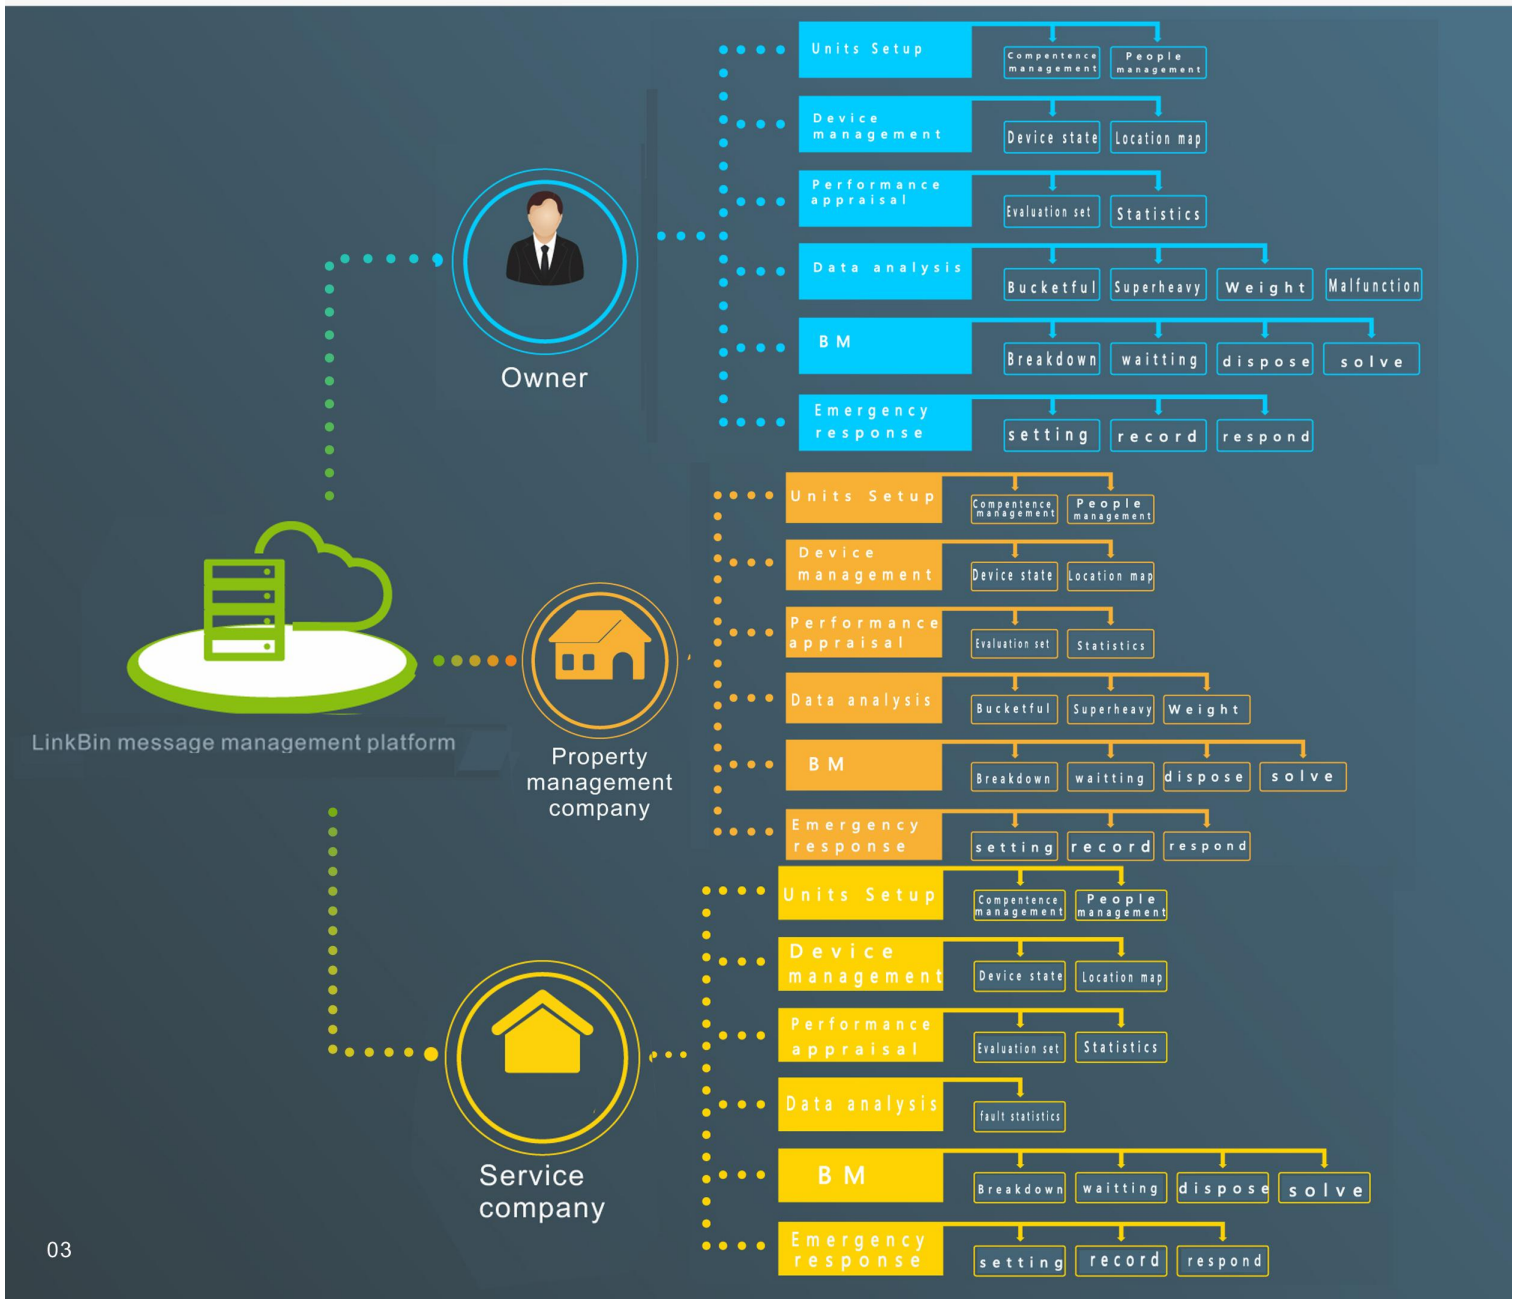 Units Setup
Compentence
management
People
management
Device
management
Device state
Location map
Performance
appraisal
Evaluation set
Statistics
Data analysis
Bucketful
Superheavy
Weight
Malfunction
BM
Breakdown
waitting
dispose
solve
Emergency
response
setting
record
respond
Owner
Units Setup
Compentence
management
People
management
Device
management
Device state
Location map
Performance
appraisal
Evaluation set
Statistics
Data analysis
Bucketful
Superheavy
Weight
BM
Breakdown
waitting
dispose
solve
Emergency
response
setting
record
respond
LinkBin message management platform
Property
management
company
Units Setup
Compentence
management
People
management
Device
management
Device state
Location map
Performance
appraisal
Evaluation set
Statistics
Data analysis
fault statistics
BM
Breakdown
waitting
dispose
solve
Emergency
response
setting
record
respond
Service
company
03